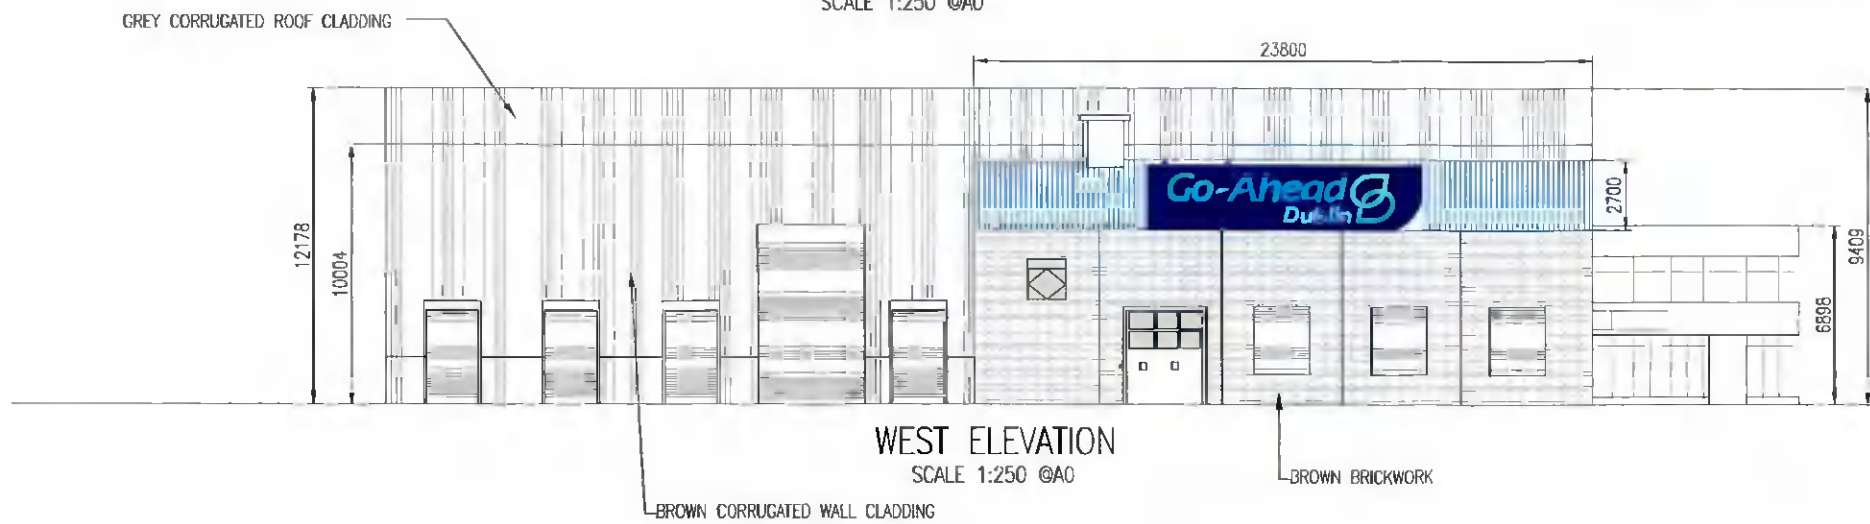 SCALE 1:250 @A0
GREY CORRUGATED ROOF CLADDING
23800
12178
10004
Go-Ahead
Dublin
2700
6898
9409
WEST ELEVATION
SCALE 1:250 @A0
BROWN BRICKWORK
BROWN CORRUGATED WALL CLADDING